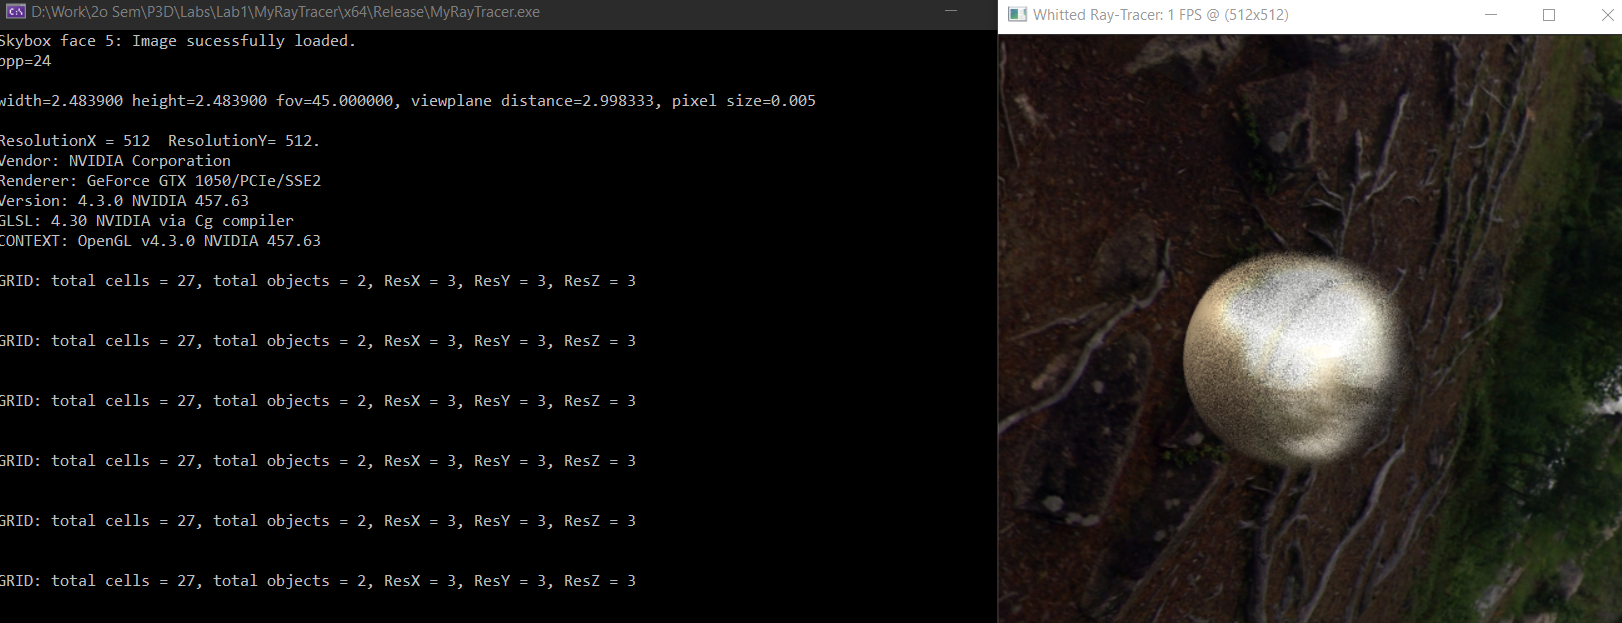 D:\Work\2o Sem\P3D\Labs\Lab1\MyRayTracer\x64\Release\MyRayTracer.exe
Skybox face 5: Image sucessfully loaded.
bpp=24
width=2.483900 height=2.483900 fov=45.000000, viewplane distance=2.998333, pixel size=0.005
ResolutionX = 512  ResolutionY= 512.
Vendor: NVIDIA Corporation
Renderer: GeForce GTX 1050/PCIe/SSE2
Version: 4.3.0 NVIDIA 457.63
GLSL: 4.30 NVIDIA via Cg compiler
CONTEXT: OpenGL v4.3.0 NVIDIA 457.63
GRID: total cells = 27, total objects = 2, ResX = 3, ResY = 3, ResZ = 3
GRID: total cells = 27, total objects = 2, ResX = 3, ResY = 3, ResZ = 3
GRID: total cells = 27, total objects = 2, ResX = 3, ResY = 3, ResZ = 3
GRID: total cells = 27, total objects = 2, ResX = 3, ResY = 3, ResZ = 3
GRID: total cells = 27, total objects = 2, ResX = 3, ResY = 3, ResZ = 3
GRID: total cells = 27, total objects = 2, ResX = 3, ResY = 3, ResZ = 3
Whitted Ray-Tracer: 1 FPS @ (512x512)